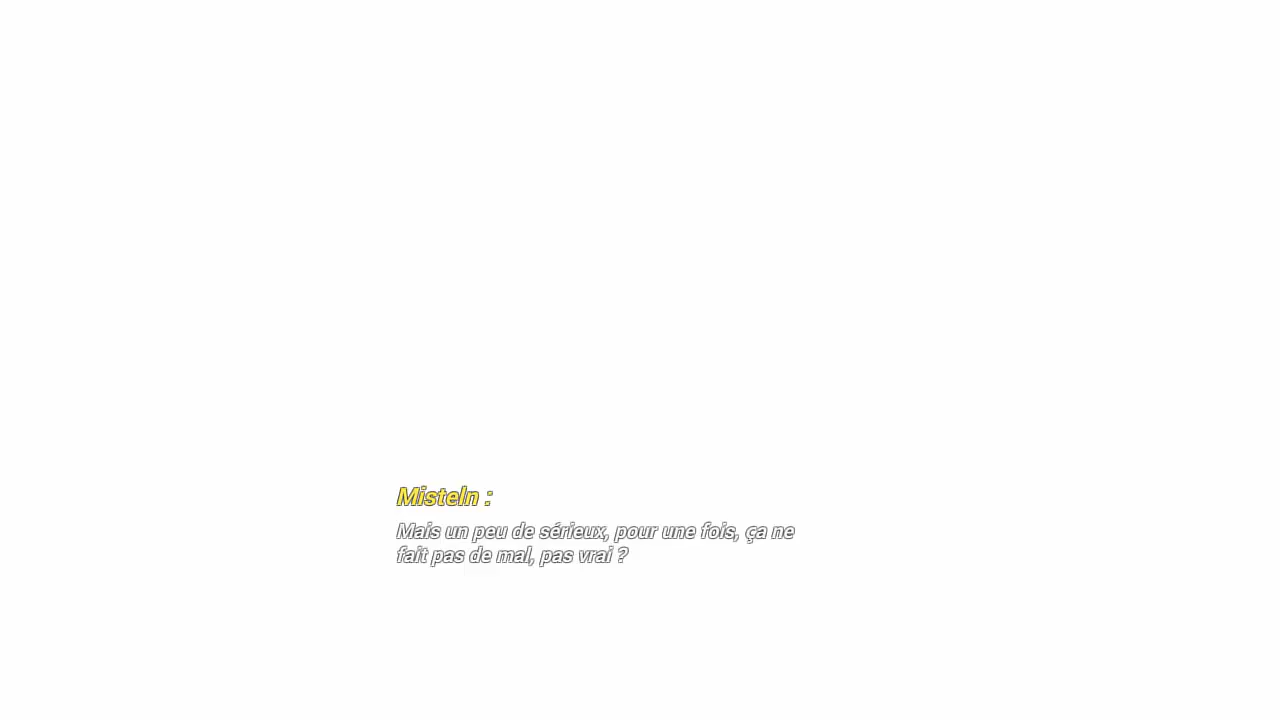 Misteln :
Mais un peu de sérieux, pour une fois, ça ne
fait pas de mal, pas vrai ?